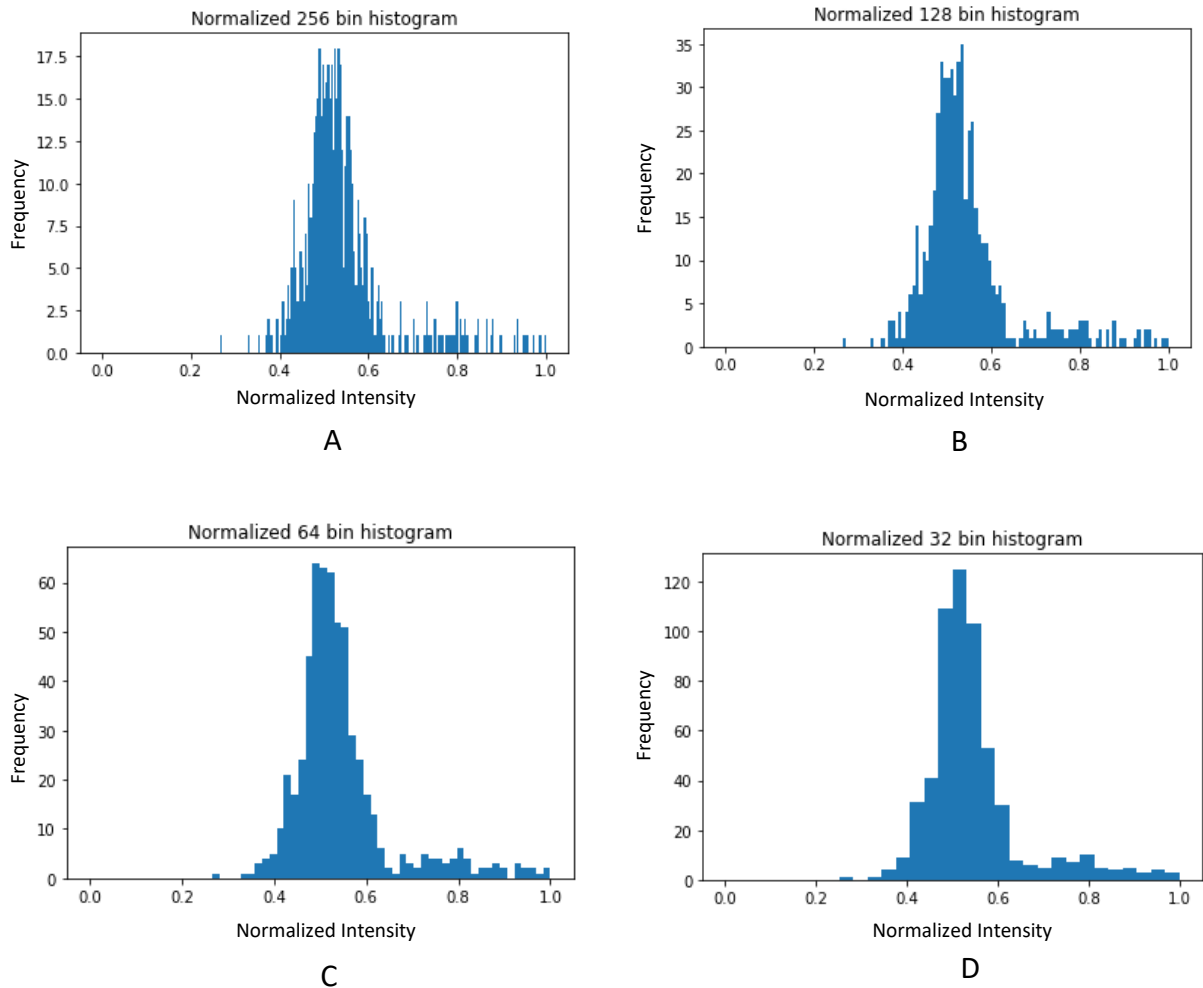 Normalized 256 bin histogram
17.5
15.0
12.5
10.0
7.5
5.0
2.5
0.0
Frequency
0.0 0.2 0.4 0.6 0.8 1.0
Normalized Intensity
A
Normalized 128 bin histogram
35
30
25
20
15
10
5
0
Frequency
0.0 0.2 0.4 0.6 0.8 1.0
Normalized Intensity
B
Normalized 64 bin histogram
60
50
40
30
20
10
0
Frequency
0.0 0.2 0.4 0.6 0.8 1.0
Normalized Intensity
C
Normalized 32 bin histogram
120
100
80
60
40
20
0
Frequency
0.0 0.2 0.4 0.6 0.8 1.0
Normalized Intensity
D